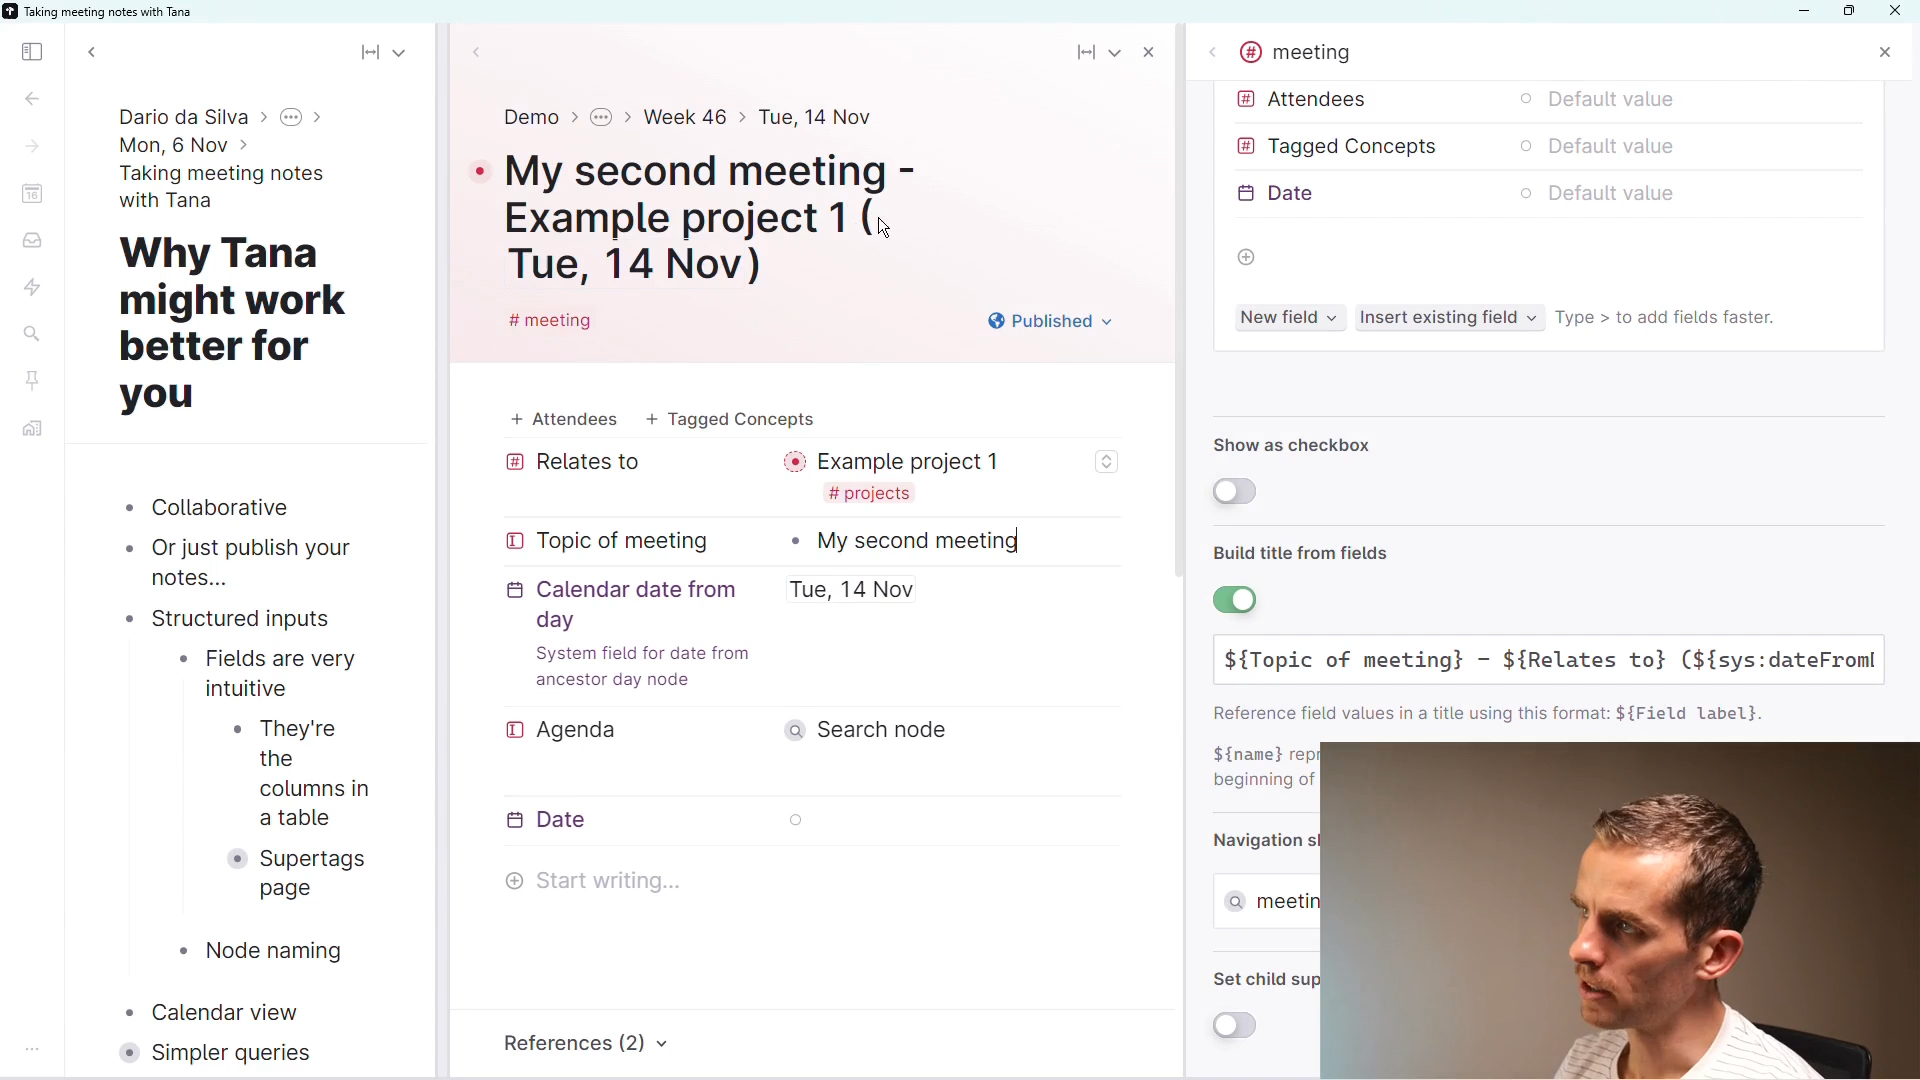 Taking meeting notes with Tana
16
Dario da Silva > ... >
Mon, 6 Nov >
Taking meeting notes
with Tana
Why Tana
might work
better for
you
• Collaborative
• Or just publish your
notes...
• Structured inputs
• Fields are very
intuitive
• They're
the
columns in
a table
• Supertags
page
• Node naming
• Calendar view
• Simpler queries
Demo > ... > Week 46 > Tue, 14 Nov
My second meeting -
Example project 1 (
Tue, 14 Nov)
# meeting
Published
+ Attendees + Tagged Concepts
Relates to
Example project 1
# projects
Topic of meeting
• My second meeting
Calendar date from
day
Tue, 14 Nov
System field for date from
ancestor day node
Agenda
Search node
Date
Start writing...
References (2)
# meeting
# Attendees Default value
# Tagged Concepts Default value
Date Default value
New field Insert existing field Type > to add fields faster.
Show as checkbox
Build title from fields
${Topic of meeting} - ${Relates to} (${sys:dateFrom
Reference field values in a title using this format: ${Field label}.
${name} repr
beginning of
Navigation s
meetin
Set child sup